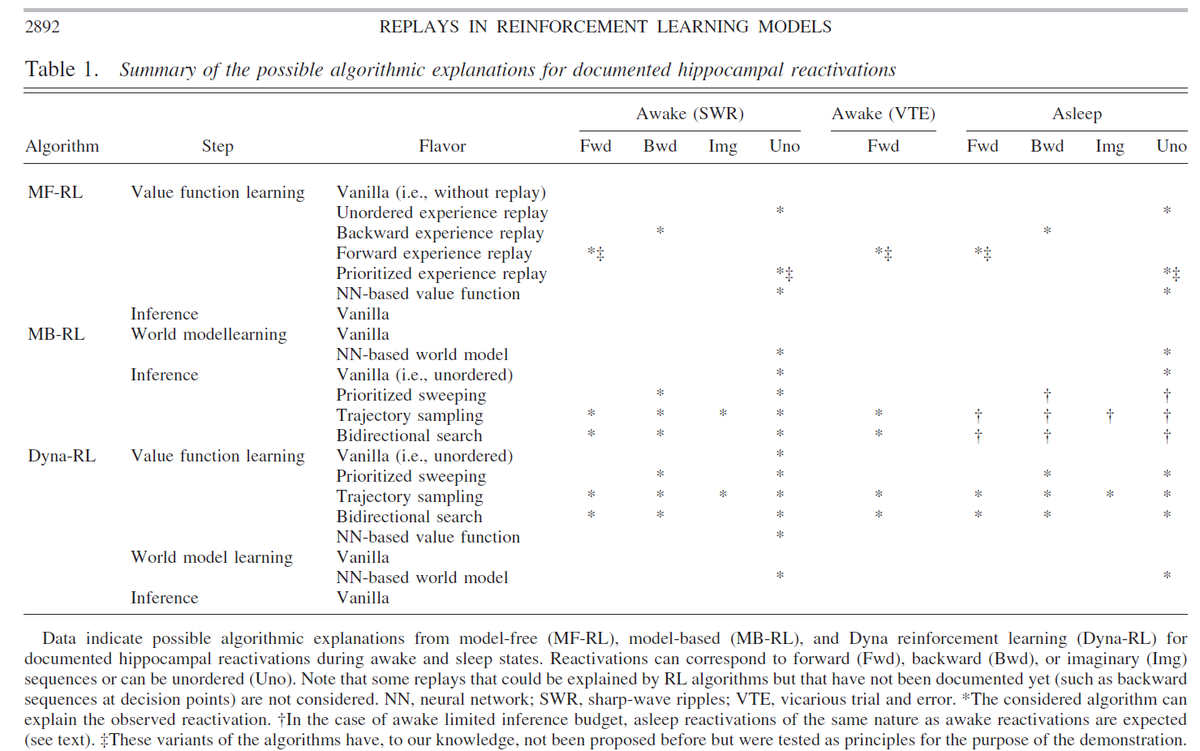 2892 REPLAYS IN REINFORCEMENT LEARNING MODELS
Table 1. Summary of the possible algorithmic explanations for documented hippocampal reactivations
Awake (SWR) Awake (VTE) Asleep
Algorithm Step Flavor Fwd Bwd Img Uno Fwd Fwd Bwd Img Uno
MF-RL Value function learning Vanilla (i.e., without replay)
Unordered experience replay * *
Backward experience replay * *
Forward experience replay *‡ *‡ *‡
Prioritized experience replay *‡ *‡
NN-based value function * *
Inference Vanilla
MB-RL World modellearning Vanilla
NN-based world model * *
Inference Vanilla (i.e., unordered) * *
Prioritized sweeping * * † †
Trajectory sampling * * * * * † † † †
Bidirectional search * * * * † † †
Dyna-RL Value function learning Vanilla (i.e., unordered) *
Prioritized sweeping * * * *
Trajectory sampling * * * * * * * * *
Bidirectional search * * * * * * *
NN-based value function *
World model learning Vanilla
NN-based world model * *
Inference Vanilla
Data indicate possible algorithmic explanations from model-free (MF-RL), model-based (MB-RL), and Dyna reinforcement learning (Dyna-RL) for
documented hippocampal reactivations during awake and sleep states. Reactivations can correspond to forward (Fwd), backward (Bwd), or imaginary (Img)
sequences or can be unordered (Uno). Note that some replays that could be explained by RL algorithms but that have not been documented yet (such as backward
sequences at decision points) are not considered. NN, neural network; SWR, sharp-wave ripples; VTE, vicarious trial and error. *The considered algorithm can
explain the observed reactivation. †In the case of awake limited inference budget, asleep reactivations of the same nature as awake reactivations are expected
(see text). ‡These variants of the algorithms have, to our knowledge, not been proposed before but were tested as principles for the purpose of the demonstration.